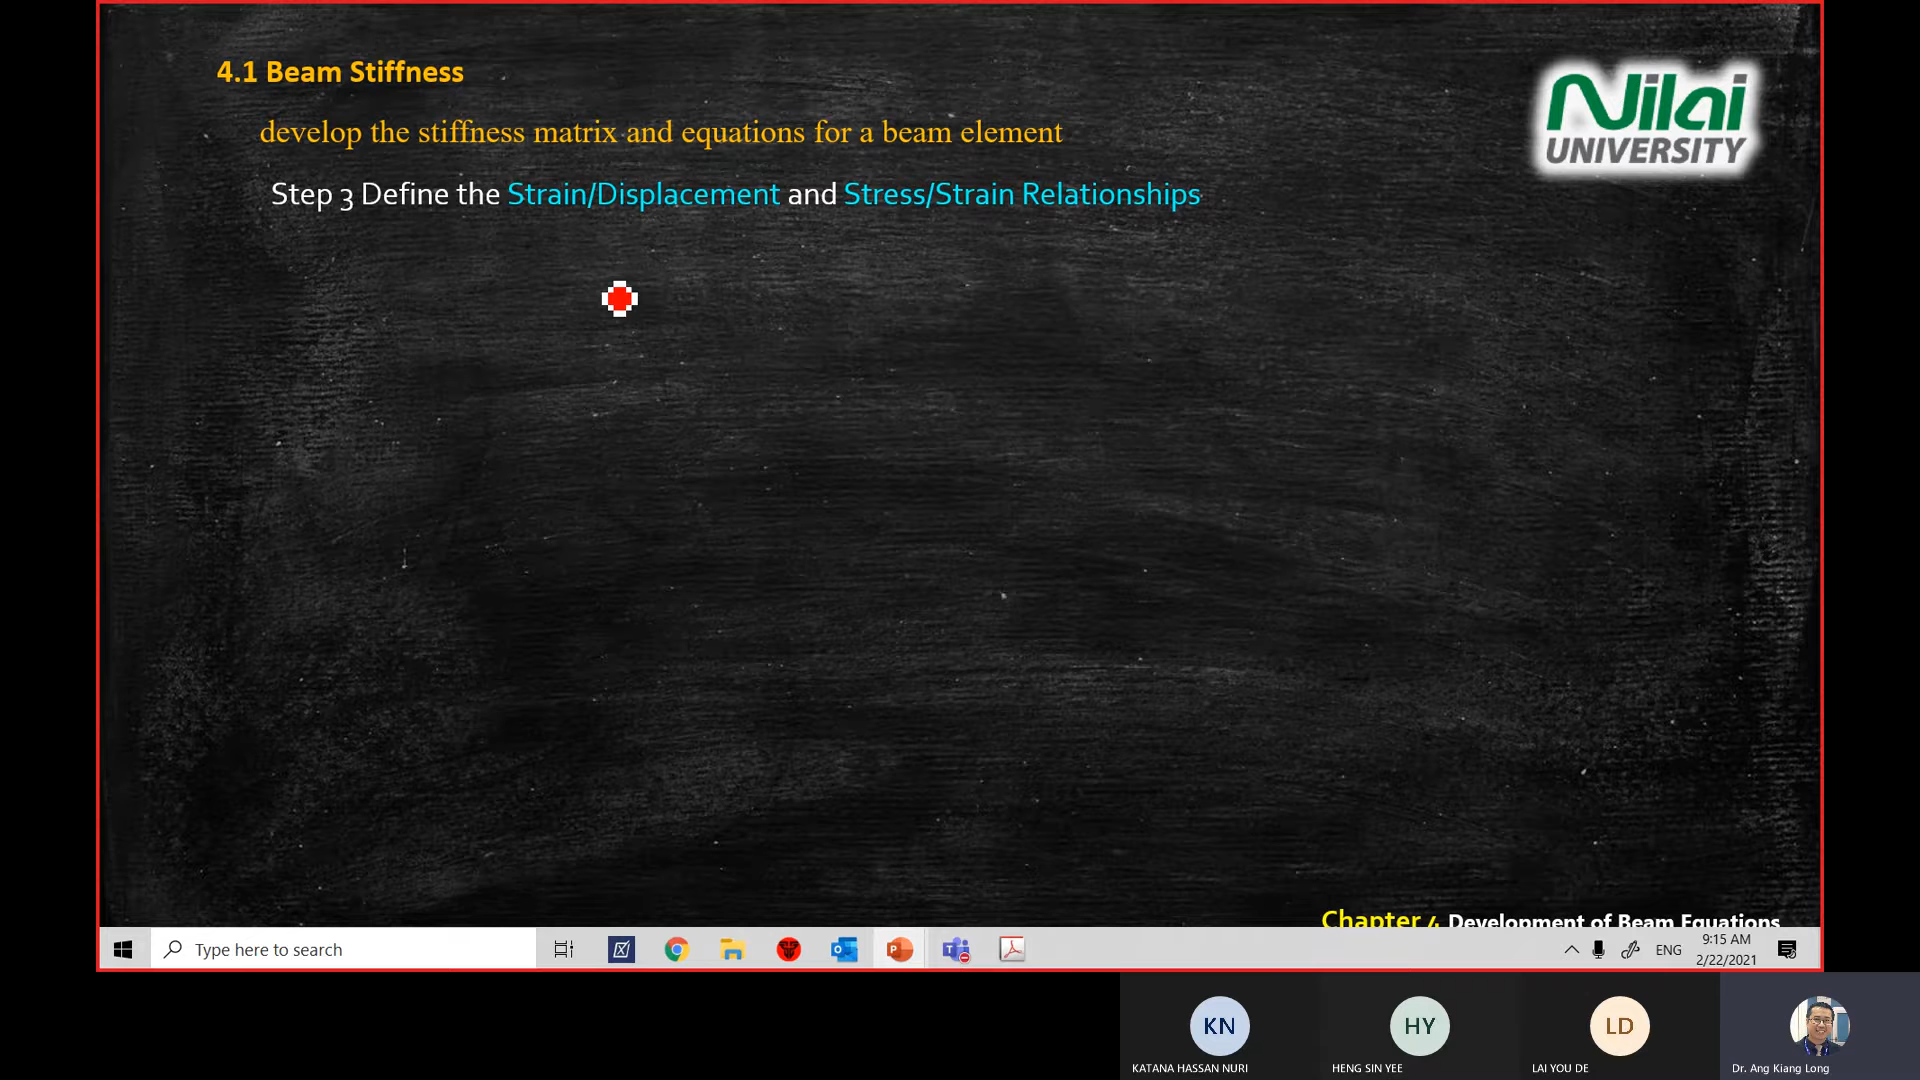 4.1 Beam Stiffness
Nilai
UNIVERSITY
develop the stiffness matrix and equations for a beam element
Step 3 Define the Strain/Displacement and Stress/Strain Relationships
Chapter 4 Development of Beam Equations
Type here to search
ENG
9:15 AM
2/22/2021
KN
HY
LD
KATANA HASSAN NURI
HENG SIN YEE
LAI YOU DE
Dr. Ang Kiang Long